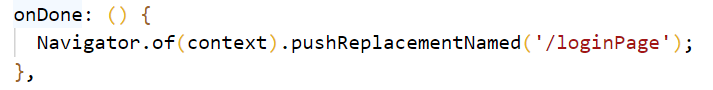 onDone: () {
  Navigator.of(context).pushReplacementNamed('/loginPage');
},